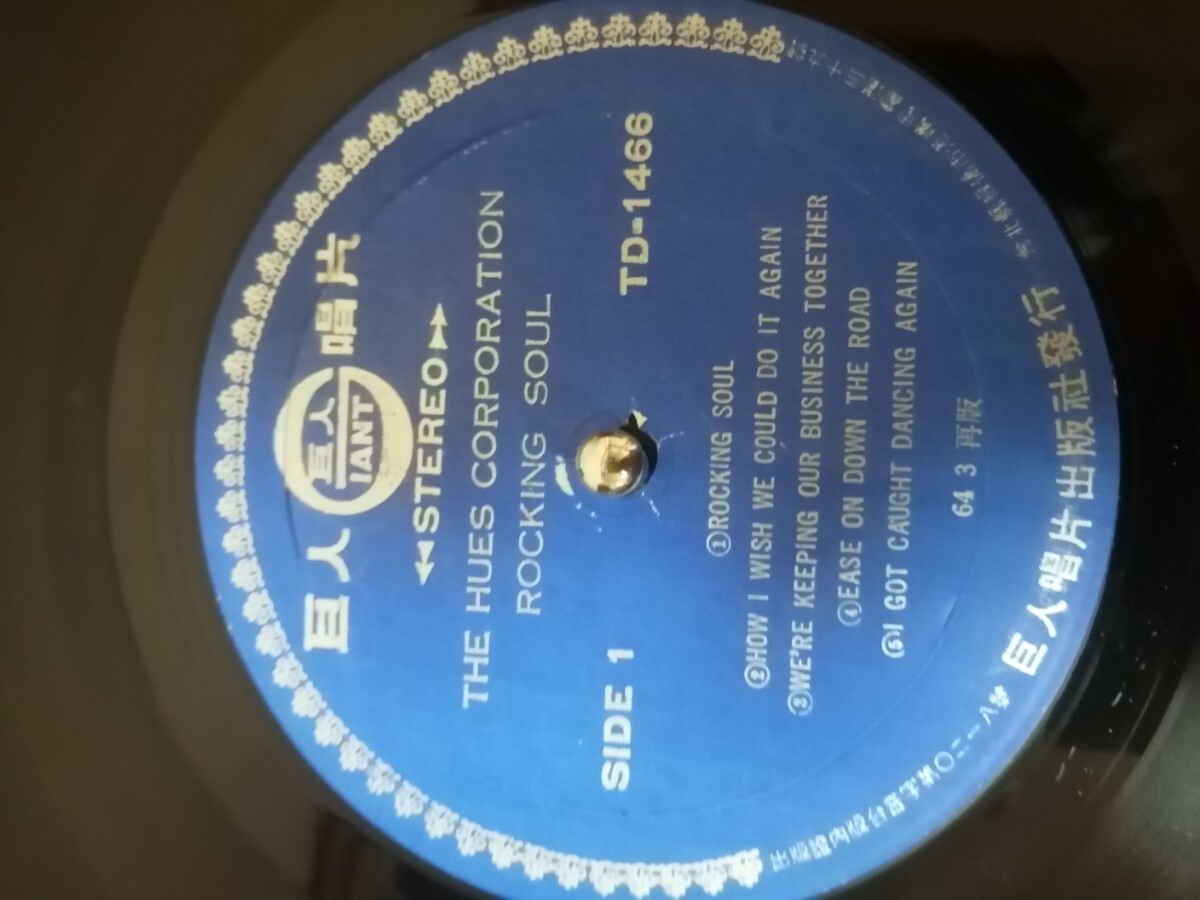 巨人 巨人 GIANT 唱片
STEREO
THE HUES CORPORATION
ROCKING SOUL
SIDE 1
TD-1466
①ROCKING SOUL
②HOW I WISH WE COULD DO IT AGAIN
③WE'RE KEEPING OUR BUSINESS TOGETHER
④EASE ON DOWN THE ROAD
⑤I GOT CAUGHT DANCING AGAIN
64 3 再版
巨人唱片出版社發行